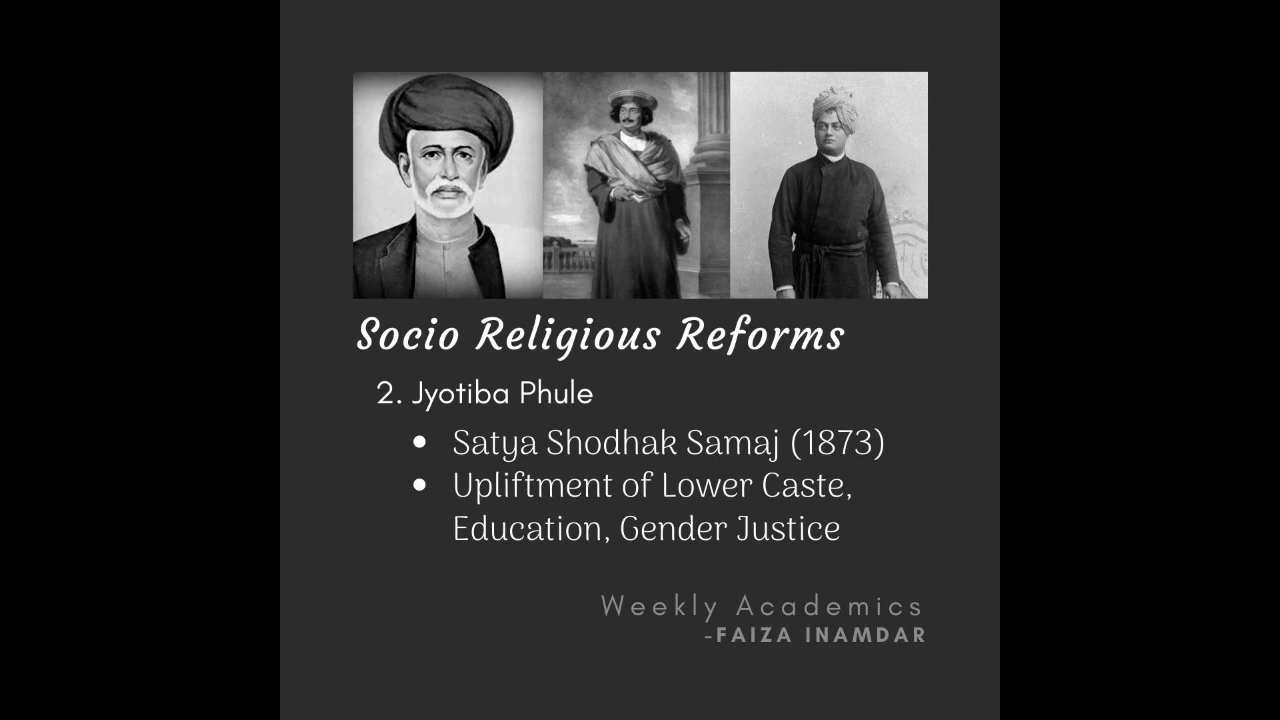 Socio Religious Reforms
2. Jyotiba Phule
• Satya Shodhak Samaj (1873)
• Upliftment of Lower Caste,
Education, Gender Justice
Weekly Academics
-FAIZA INAMDAR